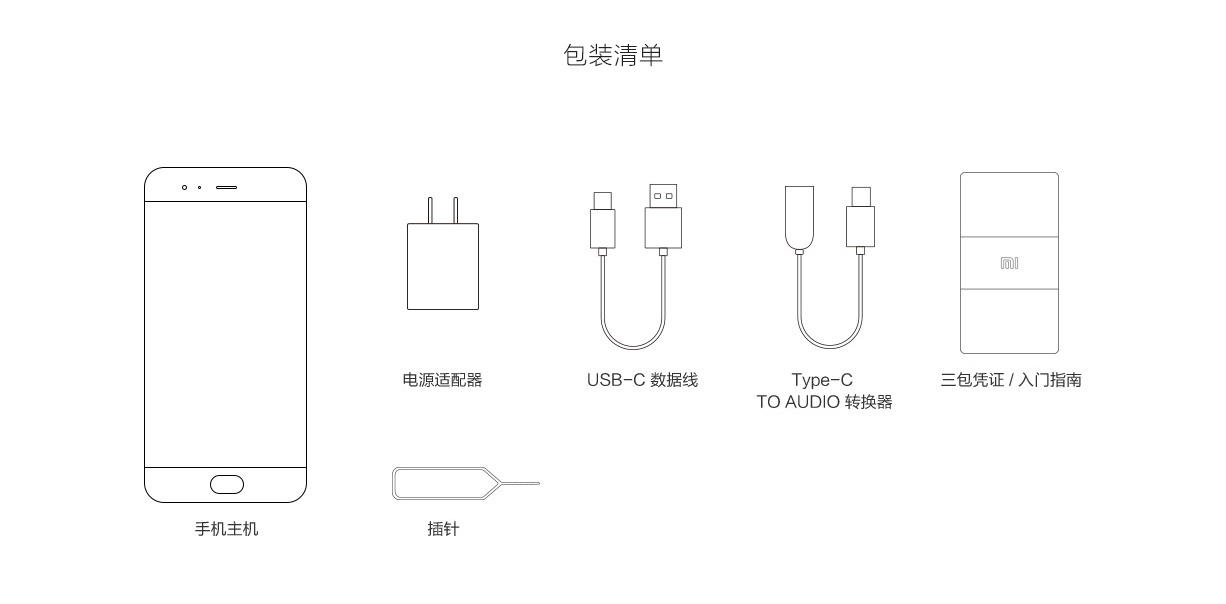 包装清单
mi
电源适配器
USB-C 数据线
Type-C
TO AUDIO 转换器
三包凭证 / 入门指南
手机主机
插针